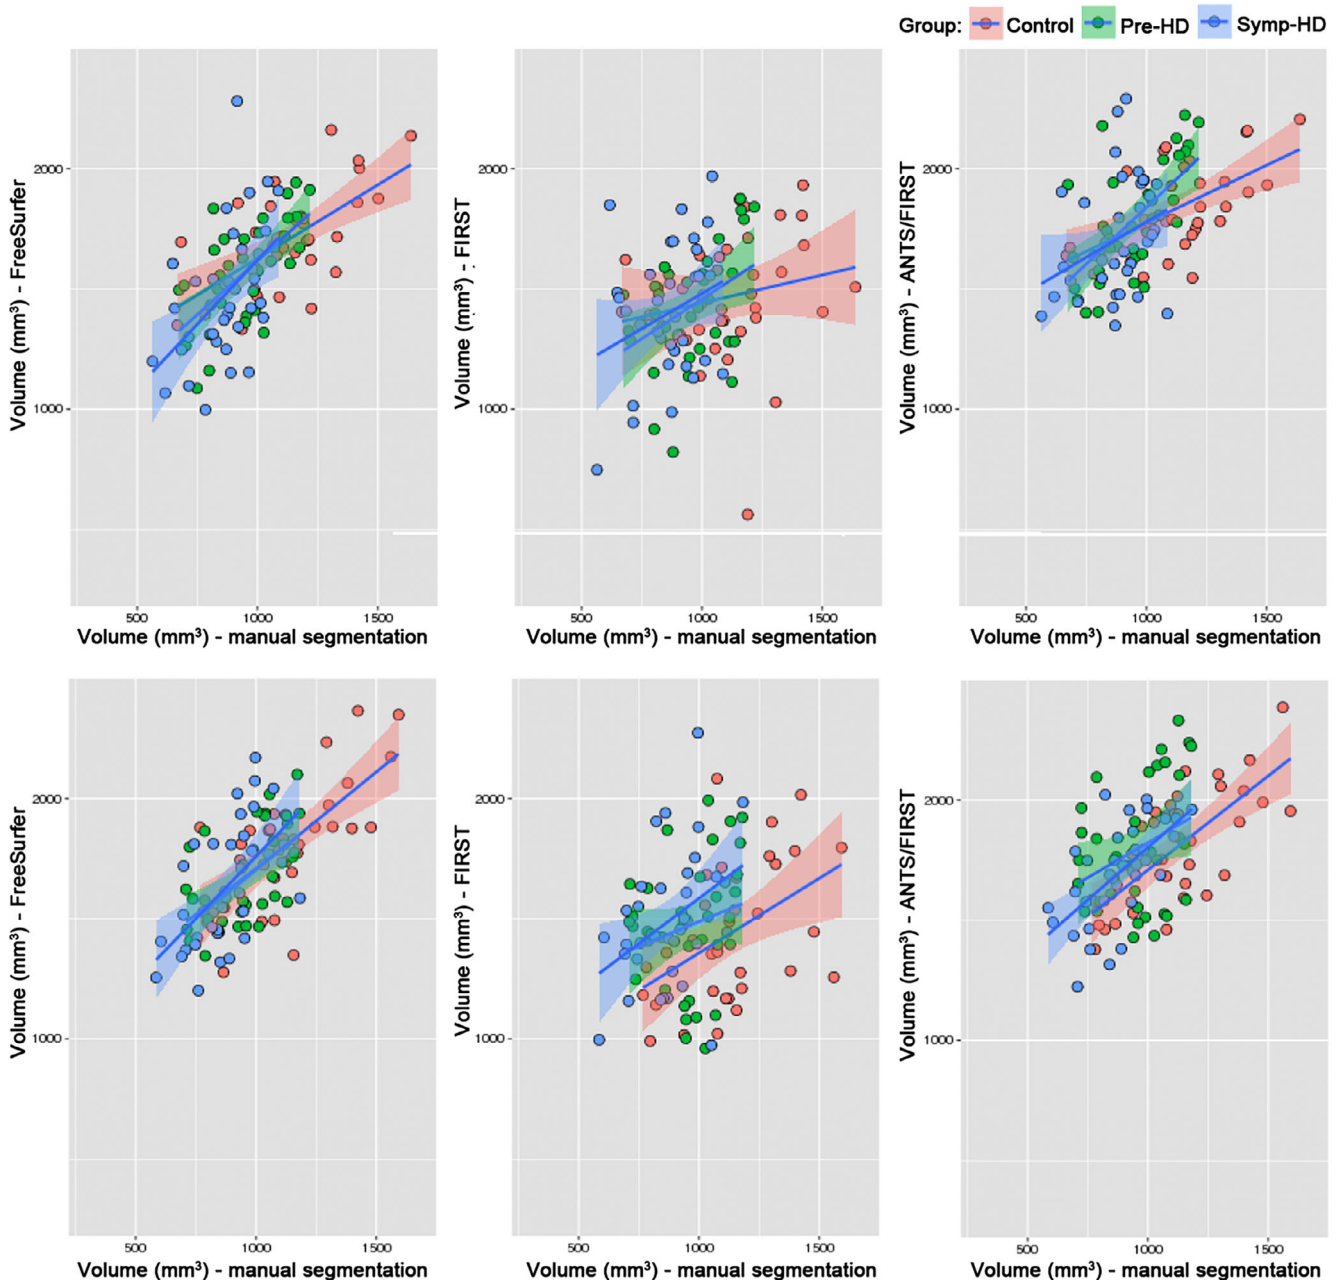 Group: Control Pre-HD Symp-HD
Volume (mm³) - FreeSurfer
2000
1000
500 1000 1500
Volume (mm³) - manual segmentation
Volume (mm³) - FIRST
2000
1000
500 1000 1500
Volume (mm³) - manual segmentation
Volume (mm³) - ANTS/FIRST
2000
1000
500 1000 1500
Volume (mm³) - manual segmentation
Volume (mm³) - FreeSurfer
2000
1000
500 1000 1500
Volume (mm³) - manual segmentation
Volume (mm³) - FIRST
2000
1000
500 1000 1500
Volume (mm³) - manual segmentation
Volume (mm³) - ANTS/FIRST
2000
1000
500 1000 1500
Volume (mm³) - manual segmentation